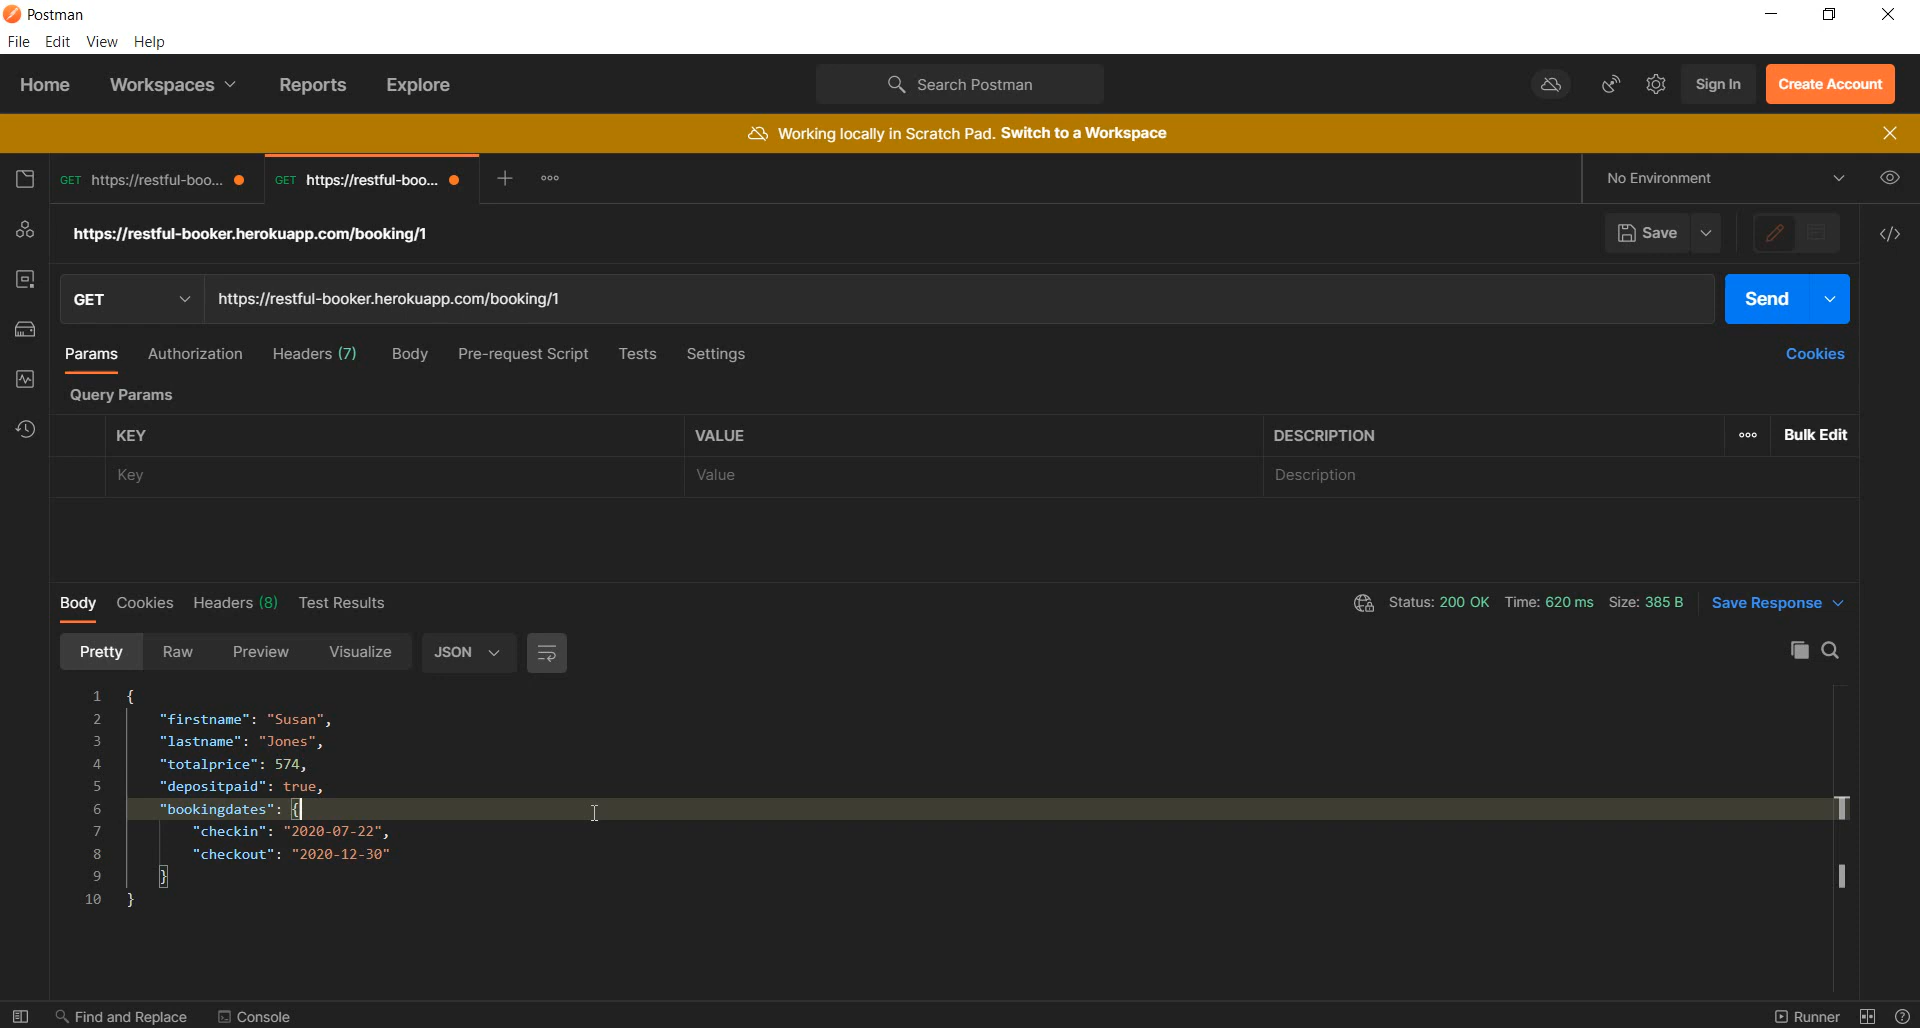 Postman
File Edit View Help
Home Workspaces Reports Explore Search Postman Sign In Create Account
Working locally in Scratch Pad. Switch to a Workspace
GET https://restful-boo... GET https://restful-boo... No Environment
https://restful-booker.herokuapp.com/booking/1 Save
GET https://restful-booker.herokuapp.com/booking/1 Send
Params Authorization Headers (7) Body Pre-request Script Tests Settings Cookies
Query Params
KEY VALUE DESCRIPTION Bulk Edit
Key Value Description
Body Cookies Headers (8) Test Results Status: 200 OK Time: 620 ms Size: 385 B Save Response
Pretty Raw Preview Visualize JSON
1 {
2 "firstname": "Susan",
3 "lastname": "Jones",
4 "totalprice": 574,
5 "depositpaid": true,
6 "bookingdates": {
7 "checkin": "2020-07-22",
8 "checkout": "2020-12-30"
9 }
10 }
Find and Replace Console Runner